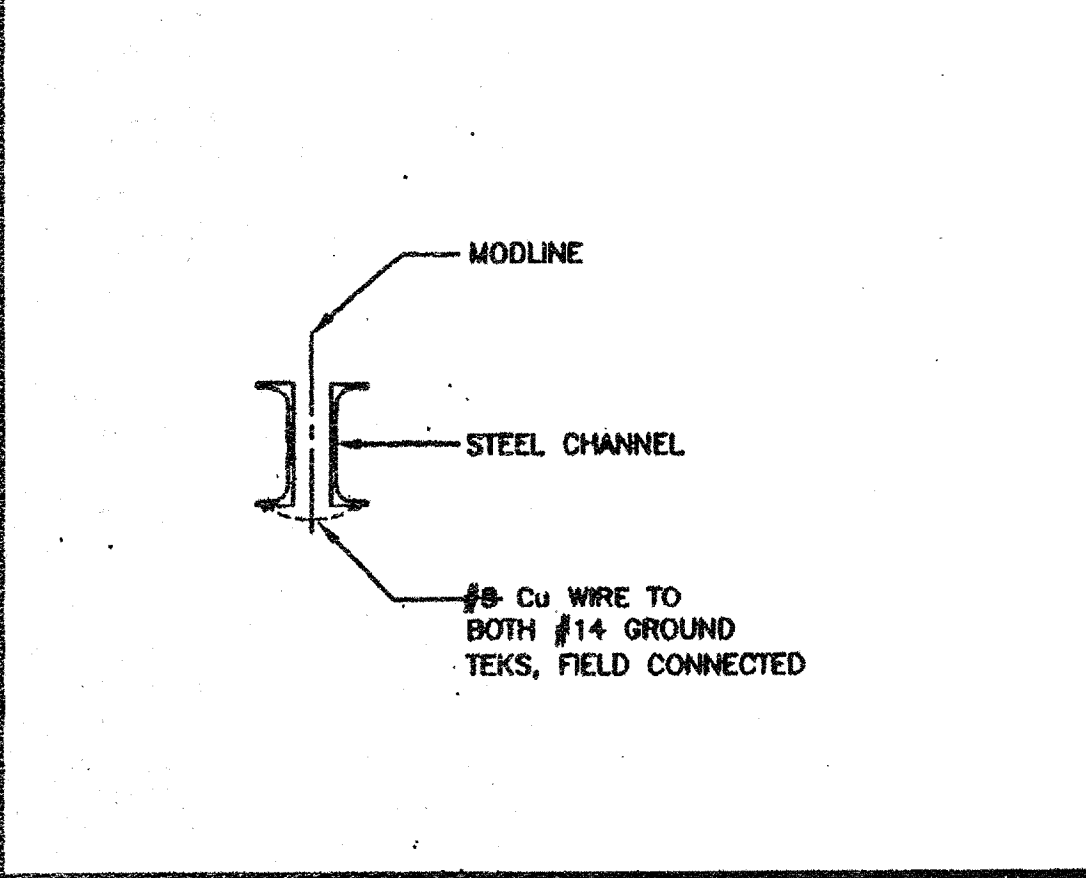 MODLINE
STEEL CHANNEL
#8 Cu WIRE TO
BOTH #14 GROUND
TEKS, FIELD CONNECTED